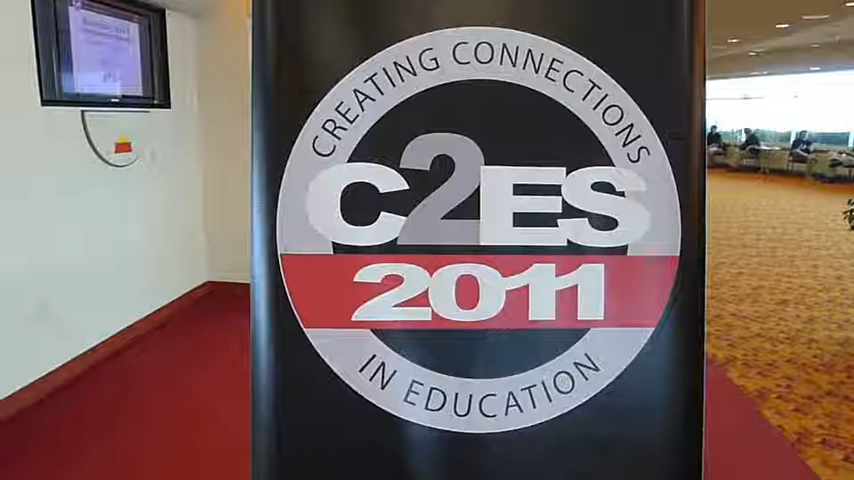 CREATING CONNECTIONS
C2ES
2011
IN EDUCATION